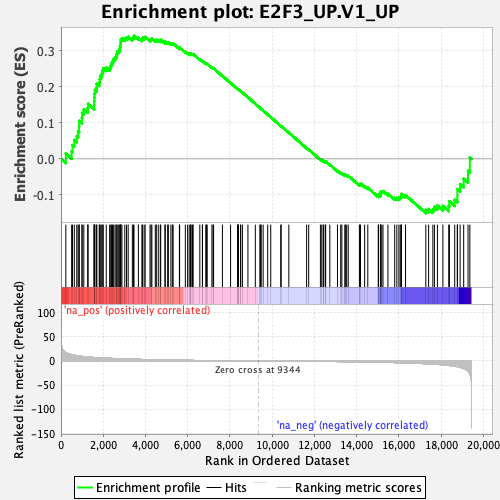 Enrichment plot: E2F3_UP.V1_UP
Enrichment score (ES)
0.3
0.2
0.1
0.0
-0.1
'na_pos' (positively correlated)
Ranked list metric (PreRanked)
100
50
0
-50
-100
-150
Zero cross at 9344
'na_neg' (negatively correlated)
0
2,000
4,000
6,000
8,000
10,000
12,000
14,000
16,000
18,000
20,000
Rank in Ordered Dataset
Enrichment profile
Hits
Ranking metric scores